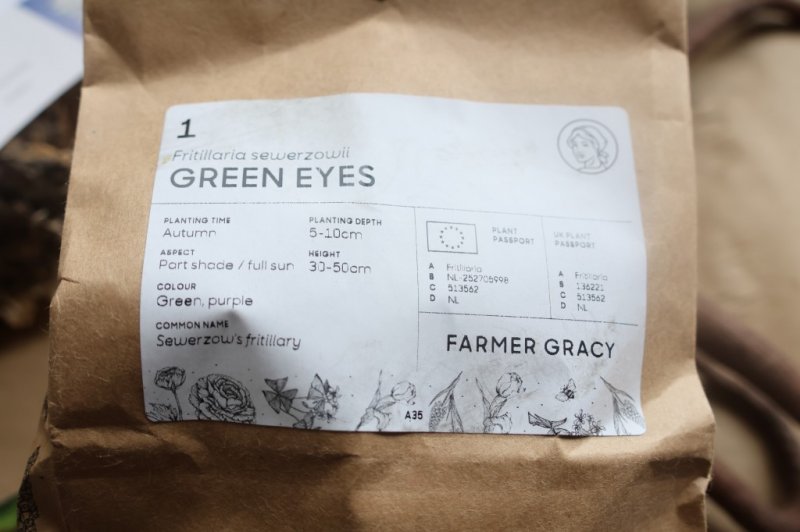 1
Fritillaria sewerzowii
GREEN EYES
PLANTING TIME
Autumn
PLANTING DEPTH
5-10cm
ASPECT
Part shade / full sun
HEIGHT
30-50cm
COLOUR
Green, purple
COMMON NAME
Sewerzow's fritillary
PLANT
PASSPORT
A Fritillaria
B NL-252705998
C 513562
D NL
UK PLANT
PASSPORT
A Fritillaria
B 136221
C 513562
D NL
FARMER GRACY
A35